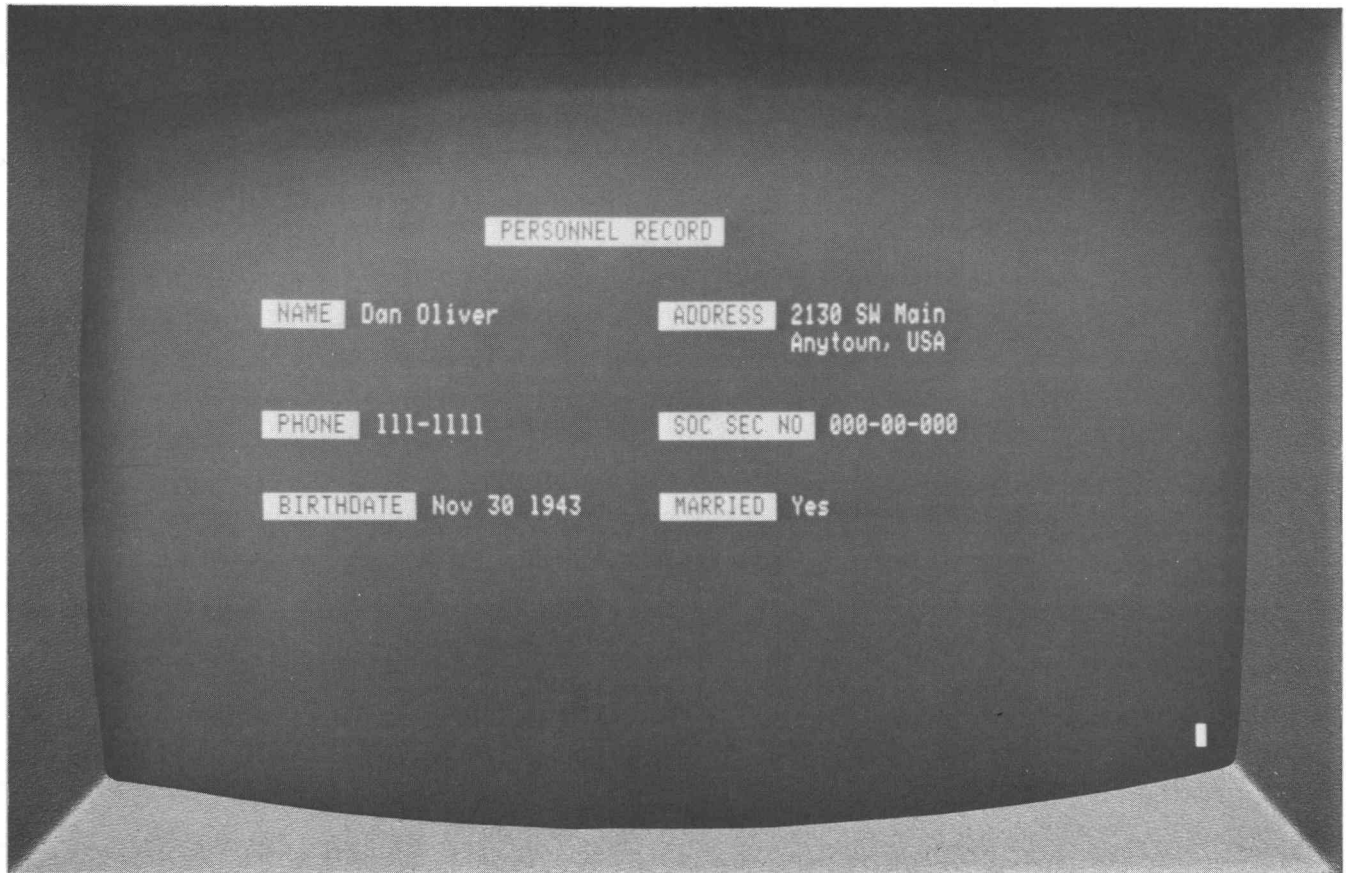 PERSONNEL RECORD
NAME Dan Oliver ADDRESS 2130 SW Main
Anytown, USA
PHONE 111-1111 SOC SEC NO 000-00-000
BIRTHDATE Nov 30 1943 MARRIED Yes